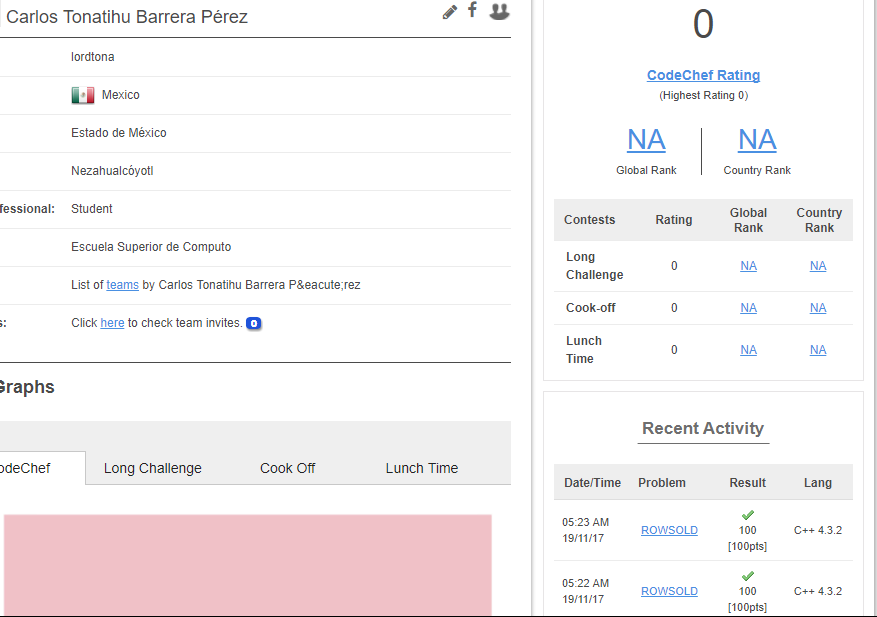 Carlos Tonatihu Barrera Pérez
lordtona
Mexico
Estado de México
Nezahualcóyotl
fessional: Student
Escuela Superior de Computo
List of teams by Carlos Tonatihu Barrera P&eacute;rez
s: Click here to check team invites. 0
Graphs
odeChef Long Challenge Cook Off Lunch Time
0
CodeChef Rating
(Highest Rating 0)
NA NA
Global Rank Country Rank
Contests Rating Global Rank Country Rank
Long Challenge 0 NA NA
Cook-off 0 NA NA
Lunch Time 0 NA NA
Recent Activity
Date/Time Problem Result Lang
05:23 AM
19/11/17 ROWSOLD 100 [100pts] C++ 4.3.2
05:22 AM
19/11/17 ROWSOLD 100 [100pts] C++ 4.3.2